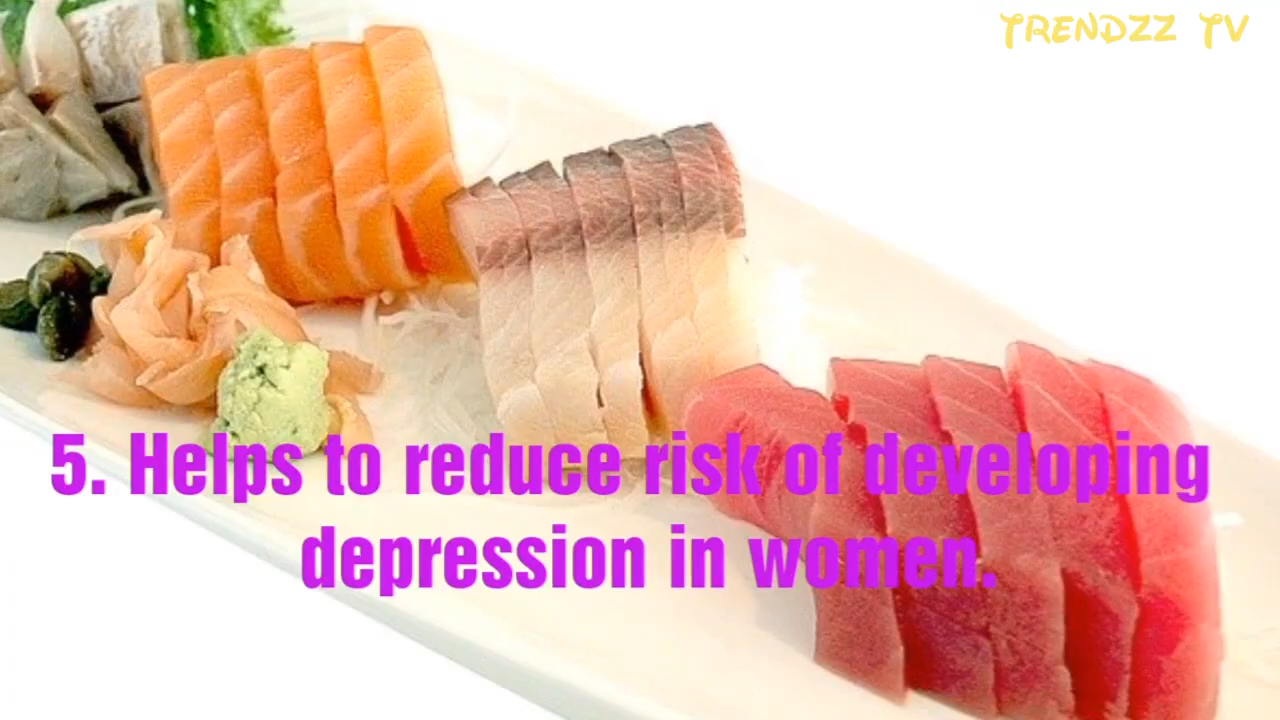 TRENDZZ TV
5. Helps to reduce risk of developing
depression in women.